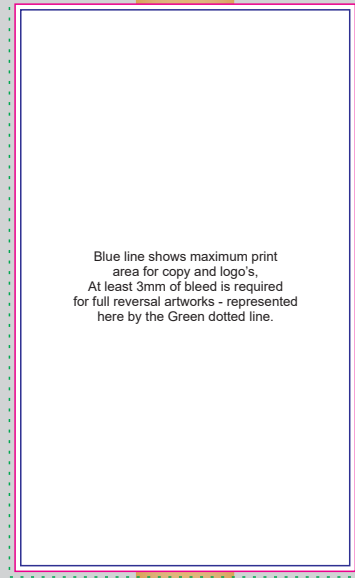 Blue line shows maximum print
area for copy and logo's,
At least 3mm of bleed is required
for full reversal artworks - represented
here by the Green dotted line.